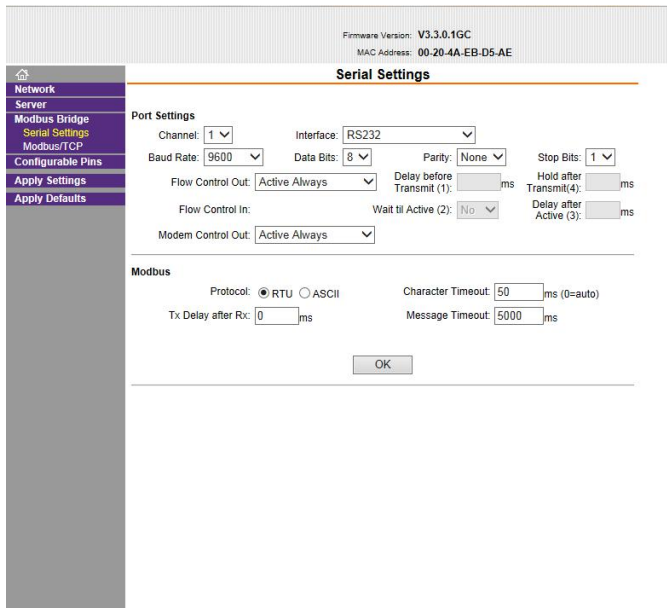 Firmware Version: V3.3.0.1GC
MAC Address: 00-20-4A-EB-D5-AE
Serial Settings
Network
Server
Modbus Bridge
Serial Settings
Modbus/TCP
Configurable Pins
Apply Settings
Apply Defaults
Port Settings
Channel: 1 Interface: RS232
Baud Rate: 9600 Data Bits: 8 Parity: None Stop Bits: 1
Flow Control Out: Active Always Delay before Transmit (1): ms Hold after Transmit(4): ms
Flow Control In: Wait til Active (2): No Delay after Active (3): ms
Modem Control Out: Active Always
Modbus
Protocol: RTU ASCII Character Timeout: 50 ms (0=auto)
Tx Delay after Rx: 0 ms Message Timeout: 5000 ms
OK